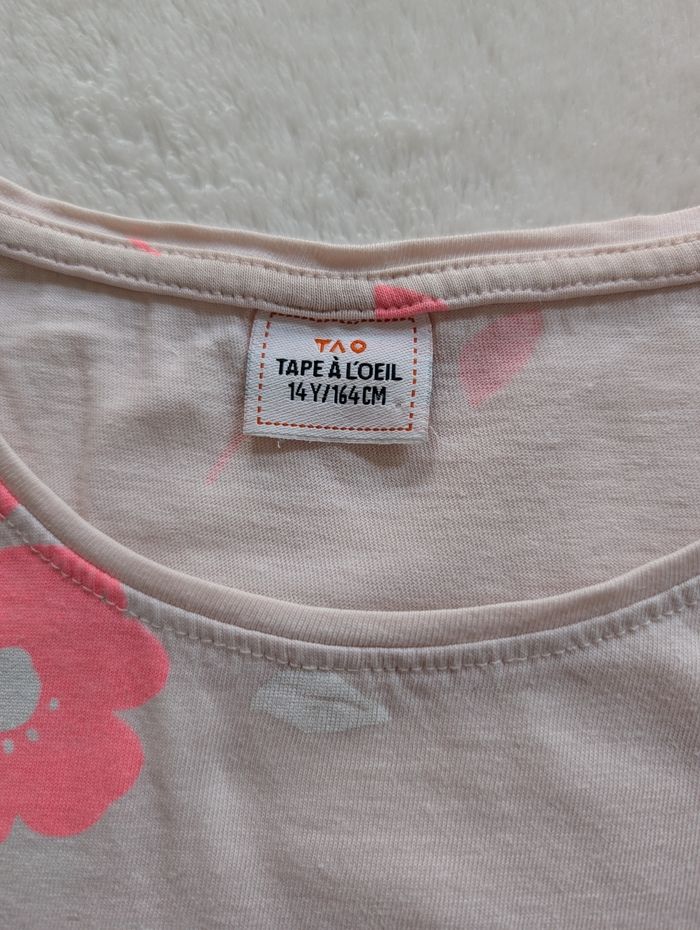 TAO
TAPE À L'OEIL
14Y/164CM